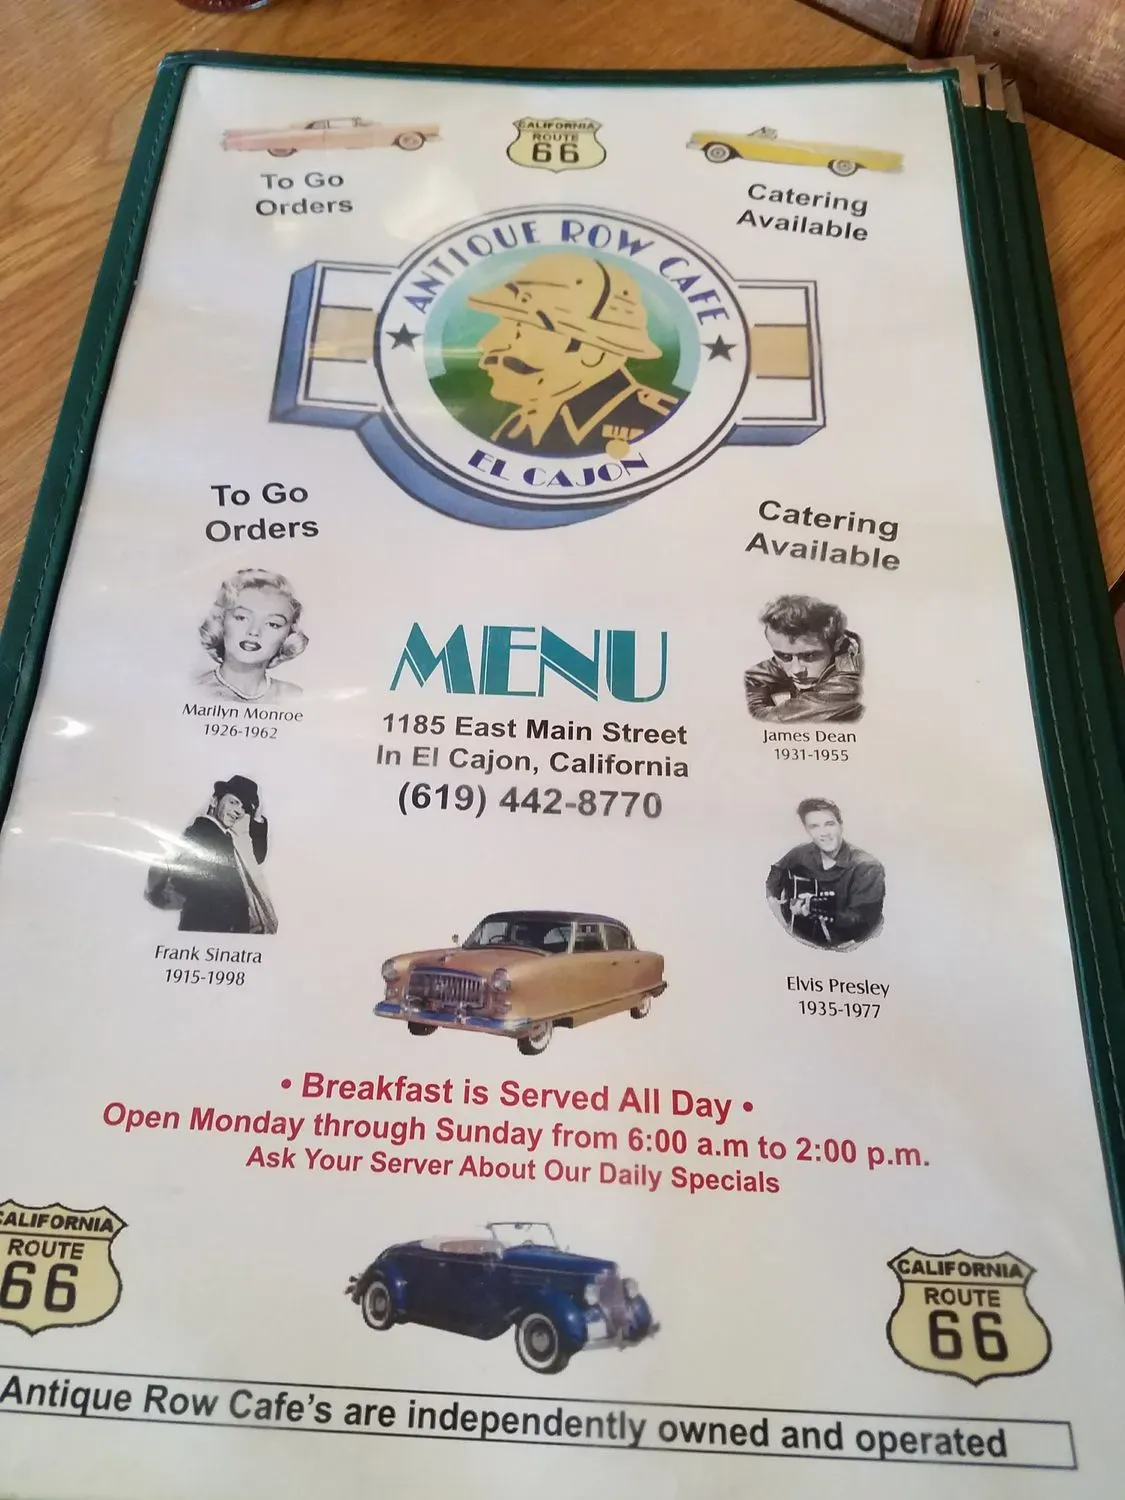 CALIFORNIA
ROUTE
66
To Go
Orders
Catering
Available
ANTIQUE ROW CAFE
EL CAJON
To Go
Orders
Catering
Available
Marilyn Monroe
1926-1962
MENU
1185 East Main Street
In El Cajon, California
(619) 442-8770
James Dean
1931-1955
Frank Sinatra
1915-1998
Elvis Presley
1935-1977
• Breakfast is Served All Day •
Open Monday through Sunday from 6:00 a.m to 2:00 p.m.
Ask Your Server About Our Daily Specials
CALIFORNIA
ROUTE
66
CALIFORNIA
ROUTE
66
Antique Row Cafe's are independently owned and operated